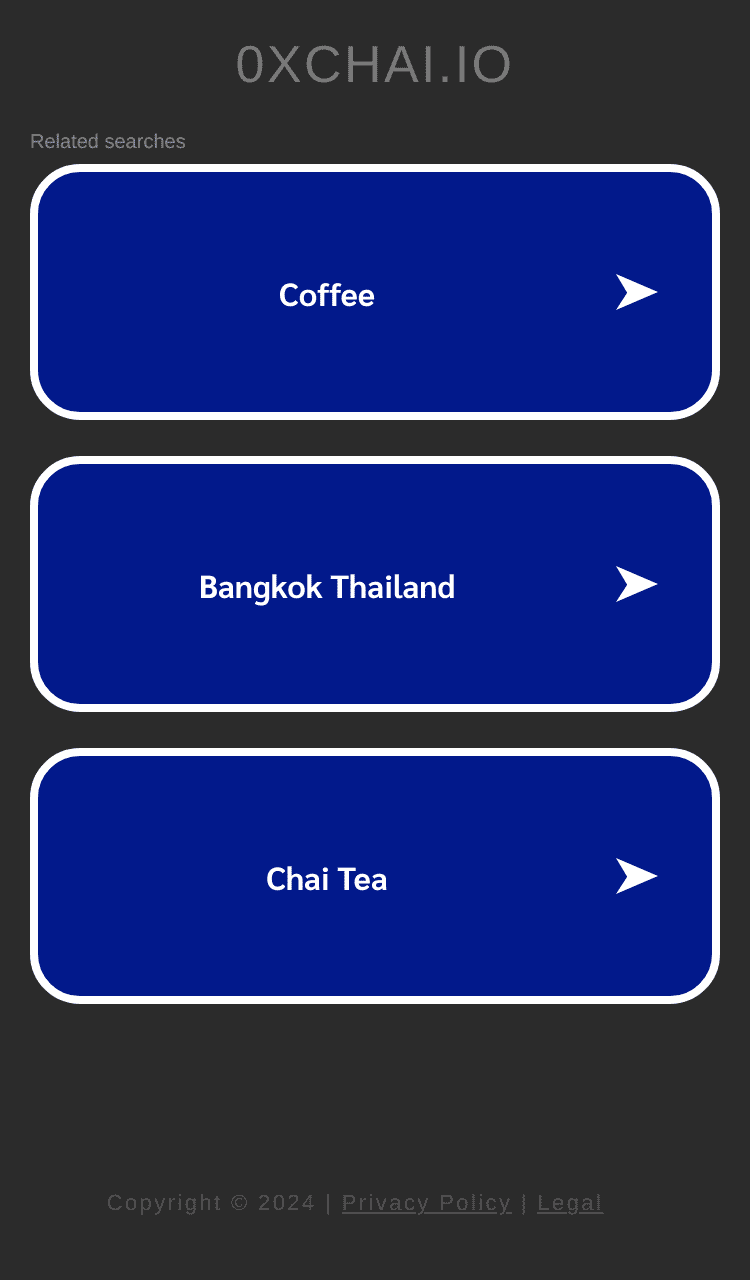 0XCHAI.IO
Related searches
Coffee
Bangkok Thailand
Chai Tea
Copyright © 2024 | Privacy Policy | Legal